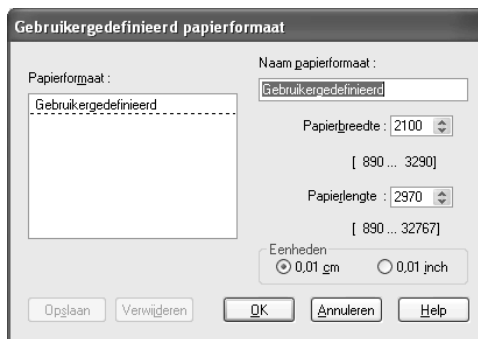 Gebruikergedefinieerd papierformaat
Papierformaat :
Gebruikergedefinieerd
Naam papierformaat :
Gebruikergedefinieerd
Papierbreedte : 2100
[ 890 ... 3290]
Papierlengte : 2970
[ 890 ... 32767]
Eenheden
0,01 cm 0,01 inch
Opslaan Verwijderen OK Annuleren Help